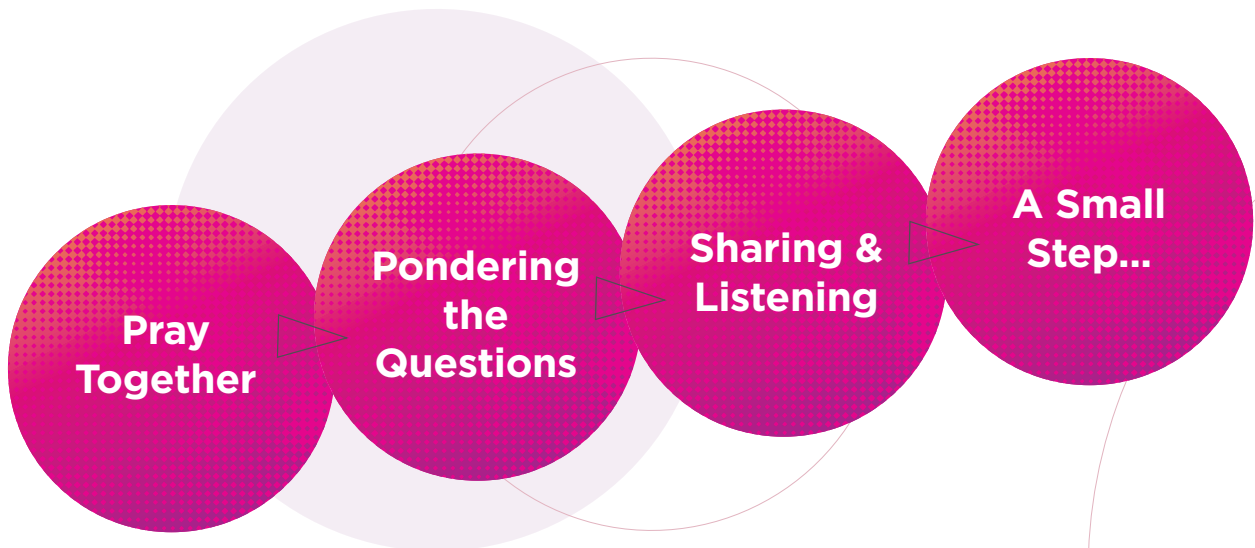 Pray
Together
Pondering
the
Questions
Sharing &
Listening
A Small
Step...